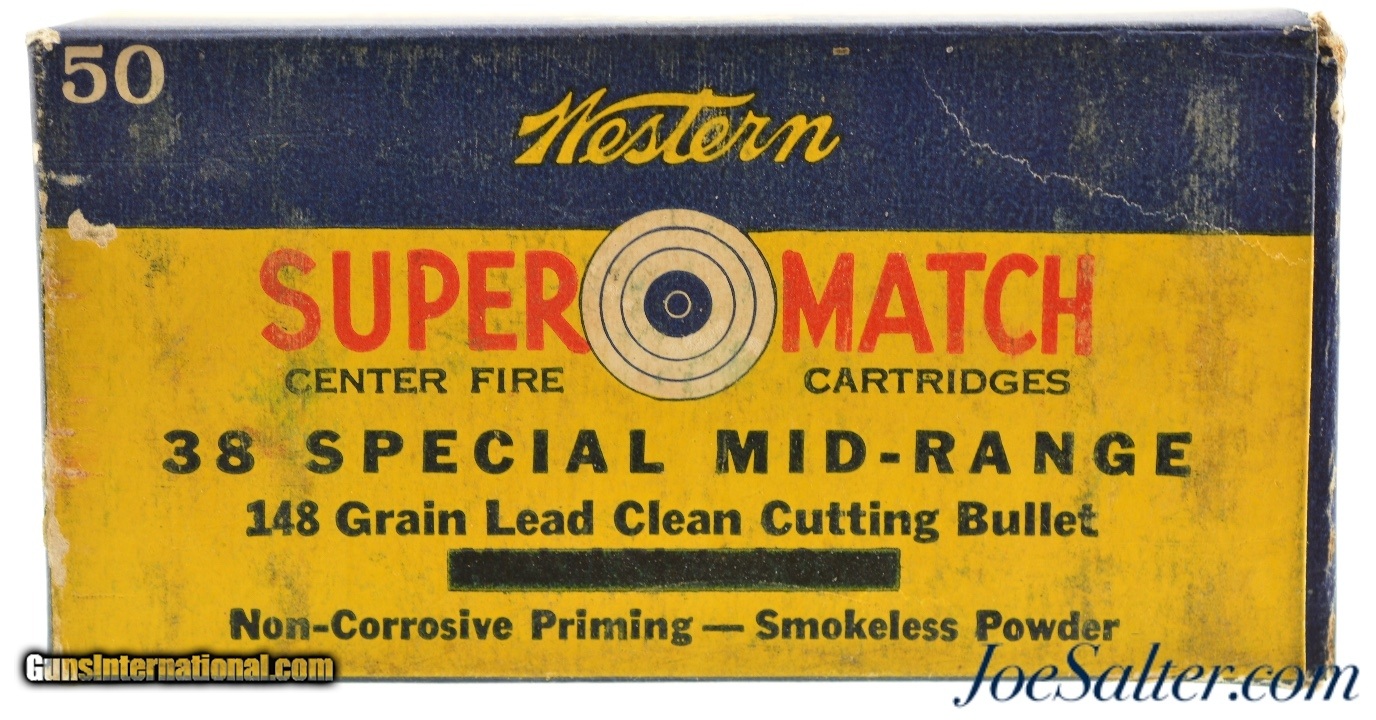 50
Western
SUPER MATCH
CENTER FIRE CARTRIDGES
38 SPECIAL MID-RANGE
148 Grain Lead Clean Cutting Bullet
Non-Corrosive Priming — Smokeless Powder
GunsInternational.com
JoeSalter.com